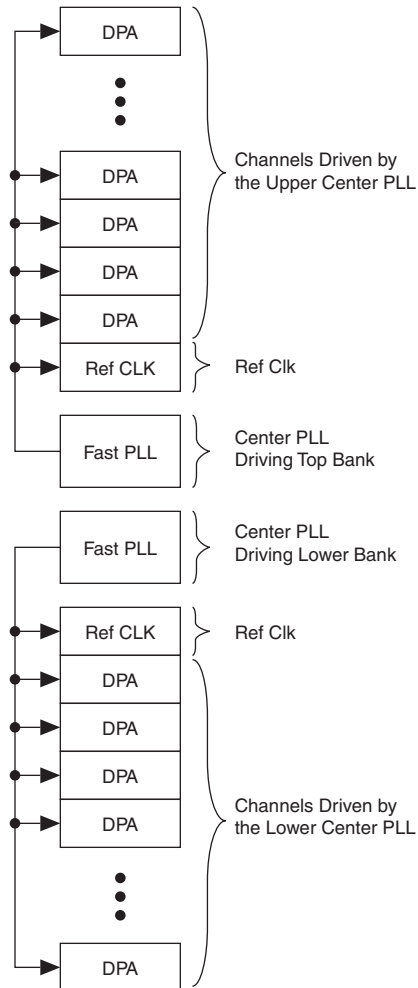 DPA
DPA
Channels Driven by
the Upper Center PLL
DPA
DPA
DPA
Ref CLK
Ref Clk
Fast PLL
Center PLL
Driving Top Bank
Fast PLL
Center PLL
Driving Lower Bank
Ref CLK
Ref Clk
DPA
DPA
DPA
DPA
Channels Driven by
the Lower Center PLL
DPA